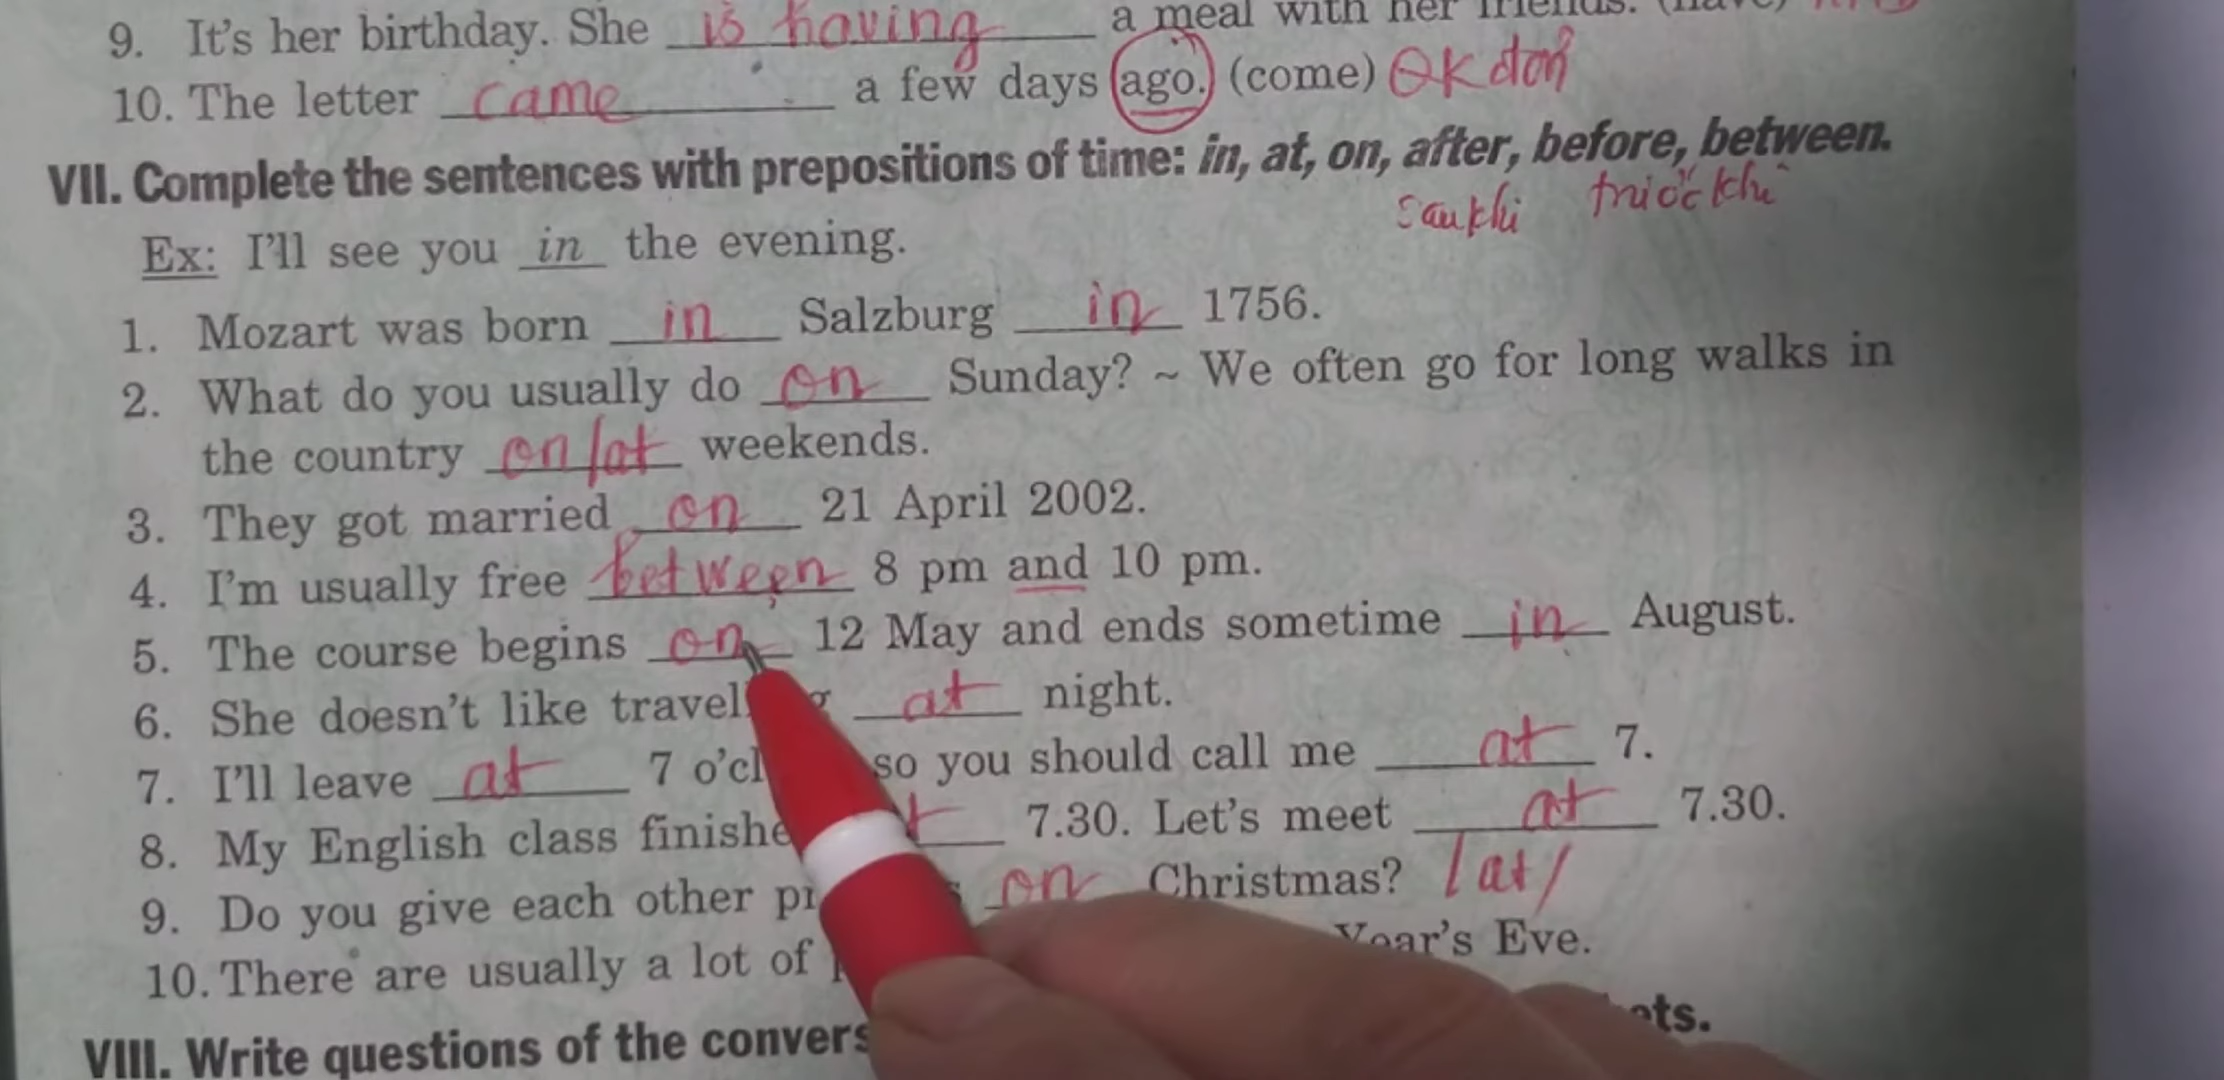 9. It's her birthday. She is having a meal with her friends. (have)
10. The letter came a few days ago. (come)
VII. Complete the sentences with prepositions of time: in, at, on, after, before, between.
sau khi trước khi
Ex: I'll see you in the evening.
1. Mozart was born in Salzburg in 1756.
2. What do you usually do on Sunday? ~ We often go for long walks in
the country on/at weekends.
3. They got married on 21 April 2002.
4. I'm usually free between 8 pm and 10 pm.
5. The course begins on 12 May and ends sometime in August.
6. She doesn't like travelling at night.
7. I'll leave at 7 o'cl so you should call me at 7.
8. My English class finishe 7.30. Let's meet at 7.30.
9. Do you give each other on Christmas? /at/
10. There are usually a lot of Year's Eve.
VIII. Write questions of the convers